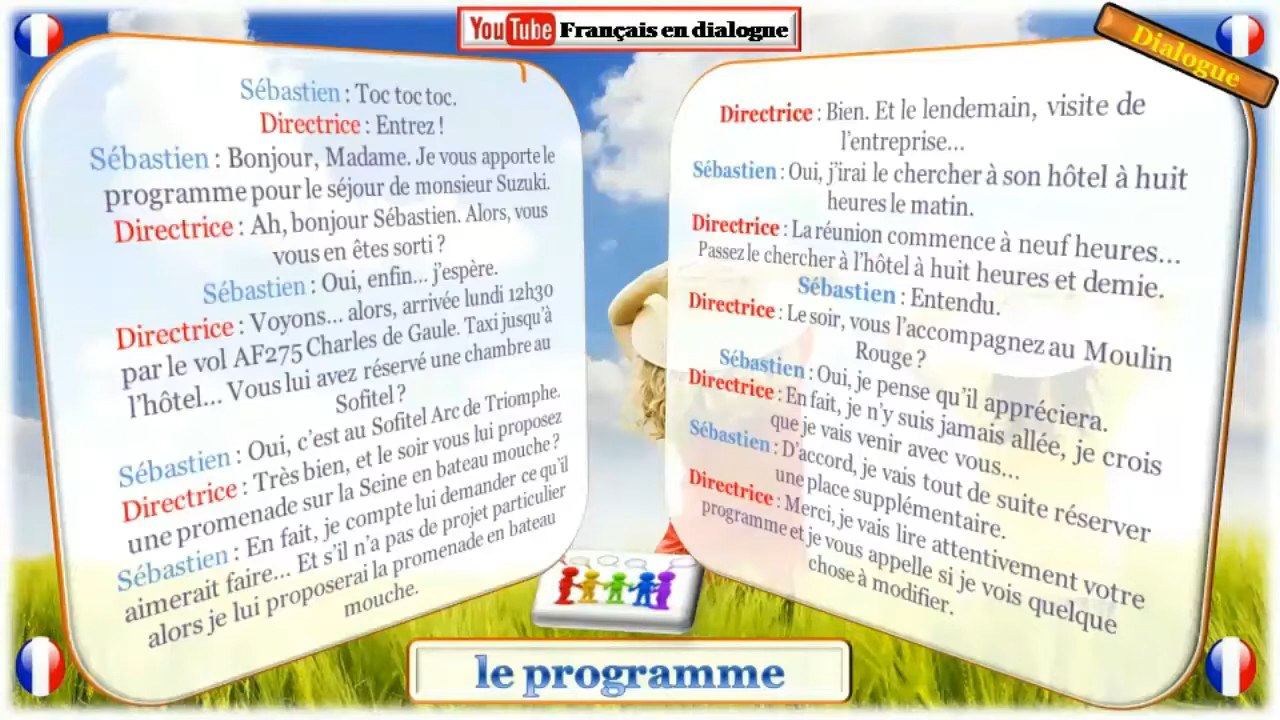 YouTube Français en dialogue
Dialogue
Sébastien : Toc toc toc.
Directrice : Entrez !
Sébastien : Bonjour, Madame. Je vous apporte le
programme pour le séjour de monsieur Suzuki.
Directrice : Ah, bonjour Sébastien. Alors, vous
vous en êtes sorti ?
Sébastien : Oui, enfin... j'espère.
Directrice : Voyons... alors, arrivée lundi 12h30
par le vol AF275 Charles de Gaule. Taxi jusqu'à
l'hôtel... Vous lui avez réservé une chambre au
Sofitel ?
Sébastien : Oui, c'est au Sofitel Arc de Triomphe.
Directrice : Très bien, et le soir vous lui proposez
une promenade sur la Seine en bateau mouche ?
Sébastien : En fait, je compte lui demander ce qu'il
aimerait faire... Et s'il n'a pas de projet particulier
alors je lui proposerai la promenade en bateau
mouche.
Directrice : Bien. Et le lendemain, visite de
l'entreprise...
Sébastien : Oui, j'irai le chercher à son hôtel à huit
heures le matin.
Directrice : La réunion commence à neuf heures...
Passez le chercher à l'hôtel à huit heures et demie.
Sébastien : Entendu.
Directrice : Le soir, vous l'accompagnez au Moulin
Rouge ?
Sébastien : Oui, je pense qu'il appréciera.
Directrice : En fait, je n'y suis jamais allée, je crois
que je vais venir avec vous...
Sébastien : D'accord, je vais tout de suite réserver
une place supplémentaire.
Directrice : Merci, je vais lire attentivement votre
programme et je vous appelle si je vois quelque
chose à modifier.
le programme